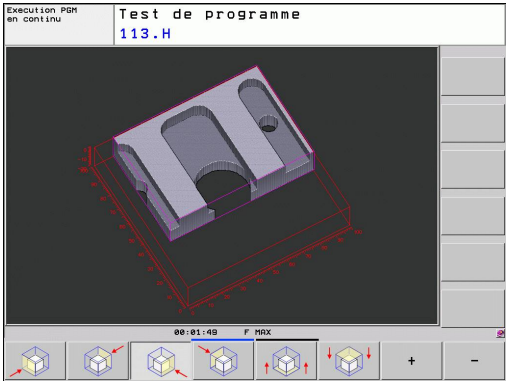 Execution PGM
en continu
Test de programme
113.H
00:01:49 F MAX
+ -